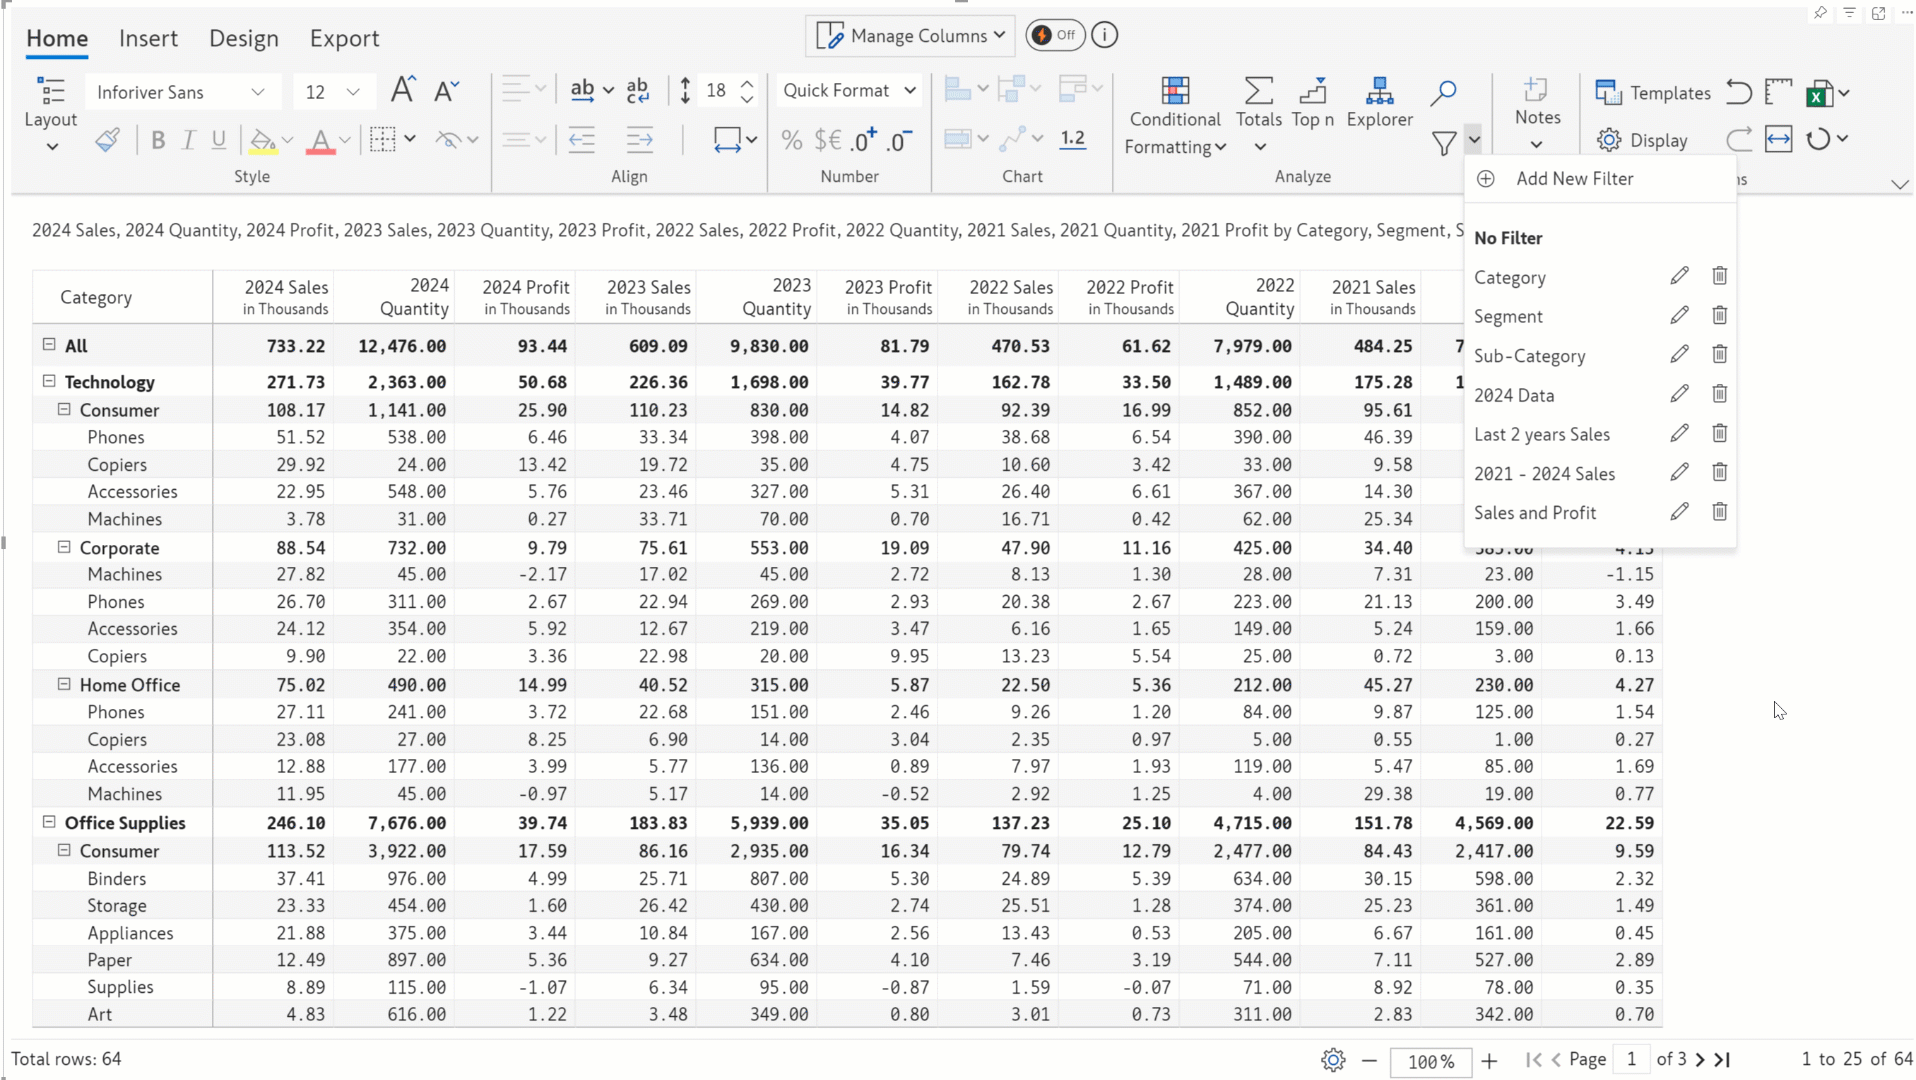 Home Insert Design Export Manage Columns Off i
Inforiver Sans 12 A A ab ab c 18 Quick Format
Layout Conditional Formatting Totals Top n Explorer Notes Templates
B I U A % $€ .0+ .0- 1.2 Display
Style Align Number Chart Analyze ns
Add New Filter
No Filter
Category
Segment
Sub-Category
2024 Data
Last 2 years Sales
2021 - 2024 Sales
Sales and Profit
2024 Sales, 2024 Quantity, 2024 Profit, 2023 Sales, 2023 Quantity, 2023 Profit, 2022 Sales, 2022 Profit, 2022 Quantity, 2021 Sales, 2021 Quantity, 2021 Profit by Category, Segment, S
Category 2024 Sales in Thousands 2024 Quantity 2024 Profit in Thousands 2023 Sales in Thousands 2023 Quantity 2023 Profit in Thousands 2022 Sales in Thousands 2022 Profit in Thousands 2022 Quantity 2021 Sales in Thousands
All 733.22 12,476.00 93.44 609.09 9,830.00 81.79 470.53 61.62 7,979.00 484.25 7
Technology 271.73 2,363.00 50.68 226.36 1,698.00 39.77 162.78 33.50 1,489.00 175.28 1
Consumer 108.17 1,141.00 25.90 110.23 830.00 14.82 92.39 16.99 852.00 95.61
Phones 51.52 538.00 6.46 33.34 398.00 4.07 38.68 6.54 390.00 46.39
Copiers 29.92 24.00 13.42 19.72 35.00 4.75 10.60 3.42 33.00 9.58
Accessories 22.95 548.00 5.76 23.46 327.00 5.31 26.40 6.61 367.00 14.30
Machines 3.78 31.00 0.27 33.71 70.00 0.70 16.71 0.42 62.00 25.34
Corporate 88.54 732.00 9.79 75.61 553.00 19.09 47.90 11.16 425.00 34.40
Machines 27.82 45.00 -2.17 17.02 45.00 2.72 8.13 1.30 28.00 7.31 23.00 -1.15
Phones 26.70 311.00 2.67 22.94 269.00 2.93 20.38 2.67 223.00 21.13 200.00 3.49
Accessories 24.12 354.00 5.92 12.67 219.00 3.47 6.16 1.65 149.00 5.24 159.00 1.66
Copiers 9.90 22.00 3.36 22.98 20.00 9.95 13.23 5.54 25.00 0.72 3.00 0.13
Home Office 75.02 490.00 14.99 40.52 315.00 5.87 22.50 5.36 212.00 45.27 230.00 4.27
Phones 27.11 241.00 3.72 22.68 151.00 2.46 9.26 1.20 84.00 9.87 125.00 1.54
Copiers 23.08 27.00 8.25 6.90 14.00 3.04 2.35 0.97 5.00 0.55 1.00 0.27
Accessories 12.88 177.00 3.99 5.77 136.00 0.89 7.97 1.93 119.00 5.47 85.00 1.69
Machines 11.95 45.00 -0.97 5.17 14.00 -0.52 2.92 1.25 4.00 29.38 19.00 0.77
Office Supplies 246.10 7,676.00 39.74 183.83 5,939.00 35.05 137.23 25.10 4,715.00 151.78 4,569.00 22.59
Consumer 113.52 3,922.00 17.59 86.16 2,935.00 16.34 79.74 12.79 2,477.00 84.43 2,417.00 9.59
Binders 37.41 976.00 4.99 25.71 807.00 5.30 24.89 5.39 634.00 30.15 598.00 2.32
Storage 23.33 454.00 1.60 26.42 430.00 2.74 25.51 1.28 374.00 25.23 361.00 1.49
Appliances 21.88 375.00 3.44 10.84 167.00 2.56 13.43 0.53 205.00 6.67 161.00 0.45
Paper 12.49 897.00 5.36 9.27 634.00 4.10 7.46 3.19 544.00 7.11 527.00 2.89
Supplies 8.89 115.00 -1.07 6.34 95.00 -0.87 1.59 -0.07 71.00 8.92 78.00 0.35
Art 4.83 616.00 1.22 3.48 349.00 0.80 3.01 0.73 311.00 2.83 342.00 0.70
Total rows: 64 100% Page 1 of 3 1 to 25 of 64